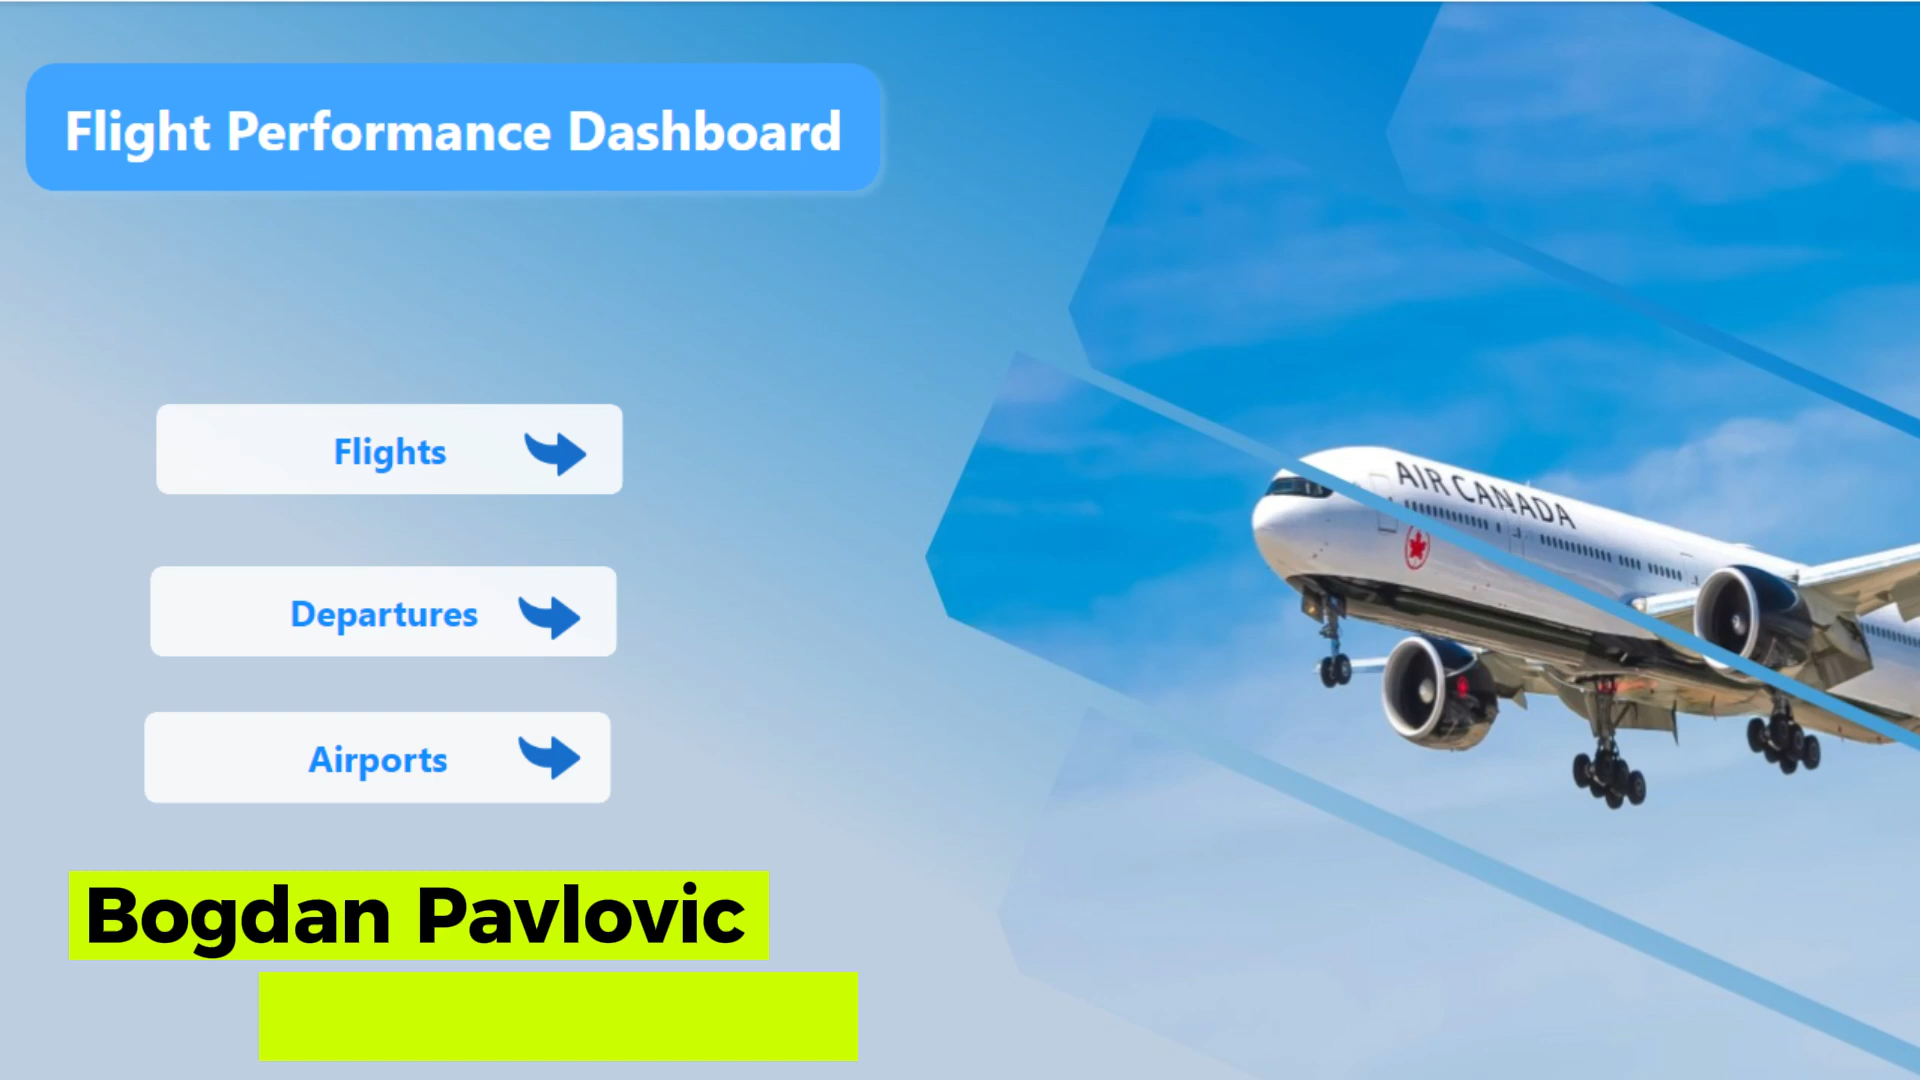 Flight Performance Dashboard
Flights
Departures
Airports
AIR CANADA
Bogdan Pavlovic